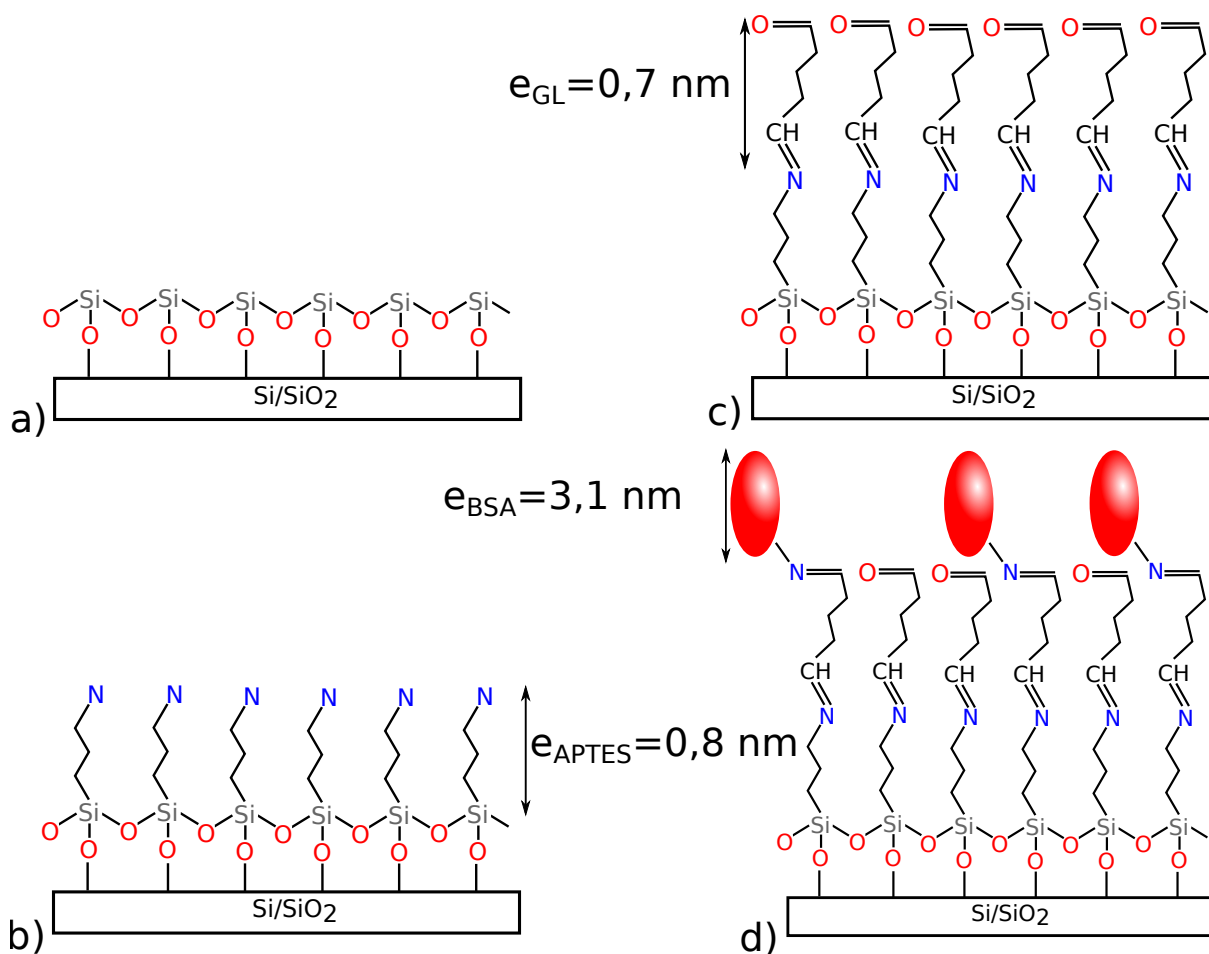 O O O O O O
e_GL=0,7 nm
CH CH CH CH CH CH
N N N N N N
Si Si Si Si Si Si
O O O O O O
O O O O O O
Si/SiO2
a)
Si Si Si Si Si Si
O O O O O O
O O O O O O
Si/SiO2
c)
e_BSA=3,1 nm
N O O N O N
CH CH CH CH CH CH
N N N N N N
N N N N N N
e_APTES=0,8 nm
Si Si Si Si Si Si
O O O O O O
O O O O O O
Si/SiO2
b)
Si Si Si Si Si Si
O O O O O O
O O O O O O
Si/SiO2
d)